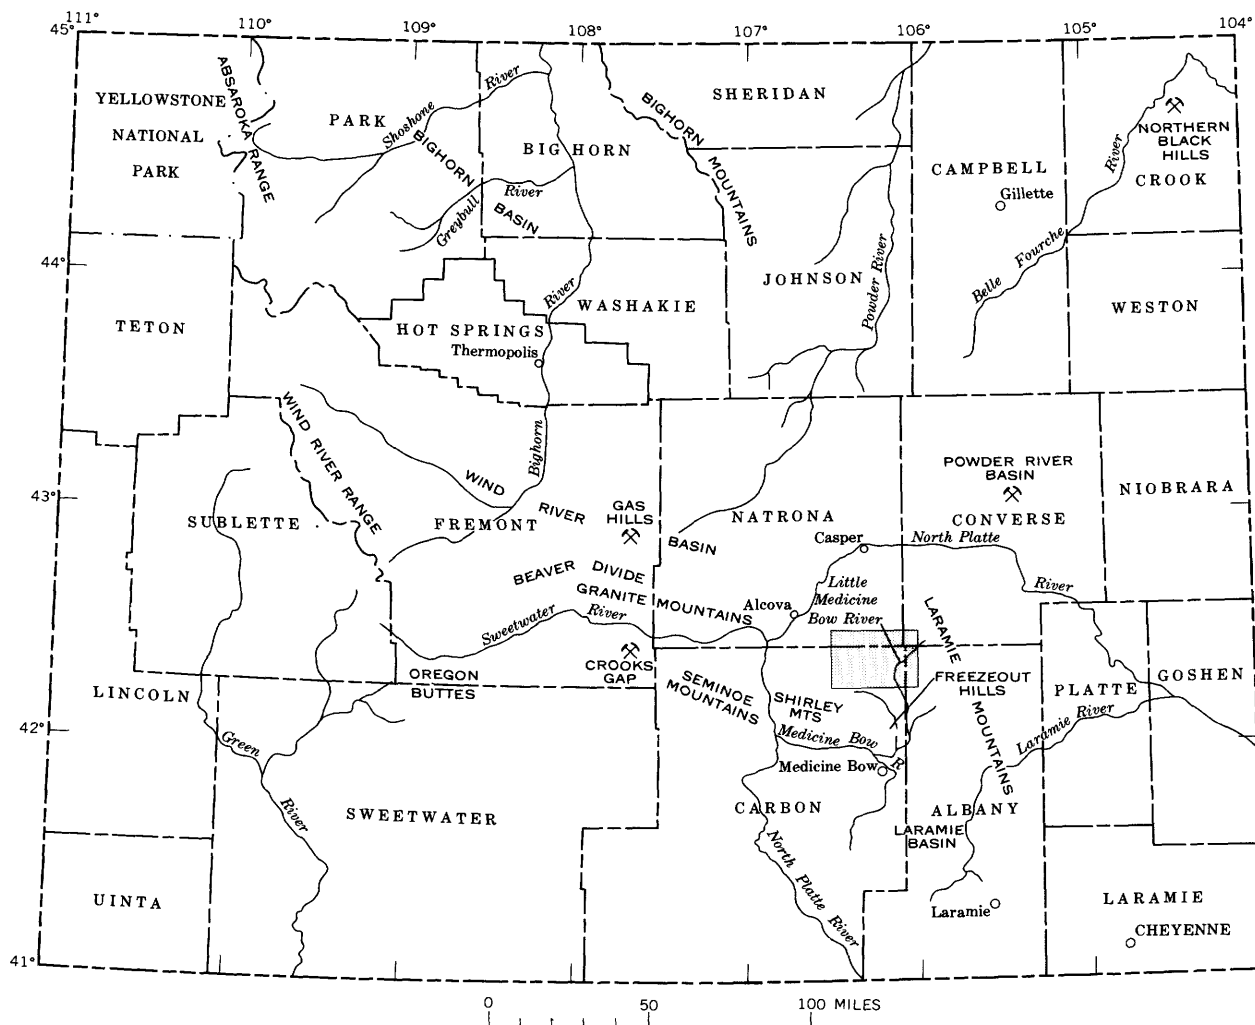 111°
110°
109°
108°
107°
106°
105°
104°
45°
44°
43°
42°
41°
YELLOWSTONE
NATIONAL
PARK
ABSAROKA RANGE
PARK
Shoshone
River
BIGHORN
BASIN
BIG HORN
Greybull
River
BIGHORN
MOUNTAINS
SHERIDAN
CAMPBELL
Gillette
NORTHERN
BLACK
HILLS
CROOK
River
Belle Fourche
JOHNSON
Powder River
WESTON
TETON
HOT SPRINGS
Thermopolis
River
WASHAKIE
Bighorn
WIND RIVER RANGE
SUBLETTE
FREMONT
WIND
RIVER
BASIN
GAS
HILLS
NATRONA
POWDER RIVER
BASIN
CONVERSE
NIOBRARA
Casper
North Platte
River
BEAVER DIVIDE
GRANITE MOUNTAINS
Alcova
Little
Medicine
Bow River
Sweetwater
River
LARAMIE
MOUNTAINS
CROOKS
GAP
OREGON
BUTTES
LINCOLN
SEMINOE
MOUNTAINS
SHIRLEY
MTS
FREEZEOUT
HILLS
PLATTE
GOSHEN
Laramie River
Green
River
Medicine Bow
R
Medicine Bow
SWEETWATER
CARBON
ALBANY
LARAMIE
BASIN
North Platte River
UINTA
Laramie
LARAMIE
CHEYENNE
0
50
100 MILES